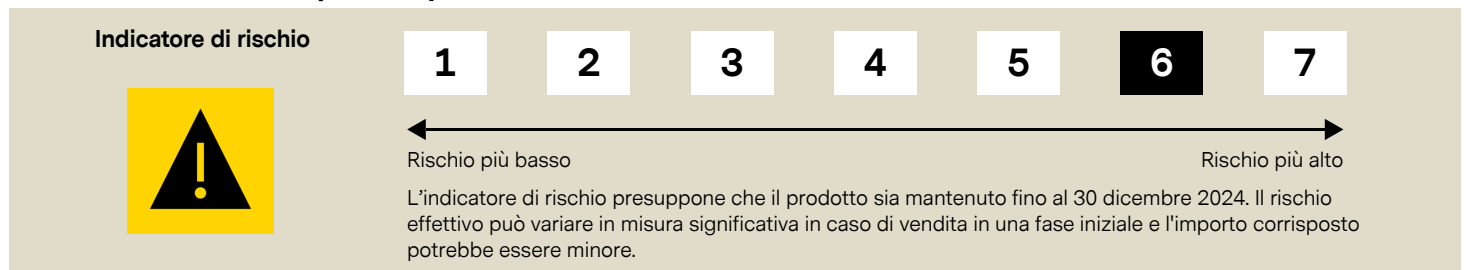 Indicatore di rischio
1 2 3 4 5 6 7
Rischio più basso Rischio più alto
L'indicatore di rischio presuppone che il prodotto sia mantenuto fino al 30 dicembre 2024. Il rischio
effettivo può variare in misura significativa in caso di vendita in una fase iniziale e l'importo corrisposto
potrebbe essere minore.